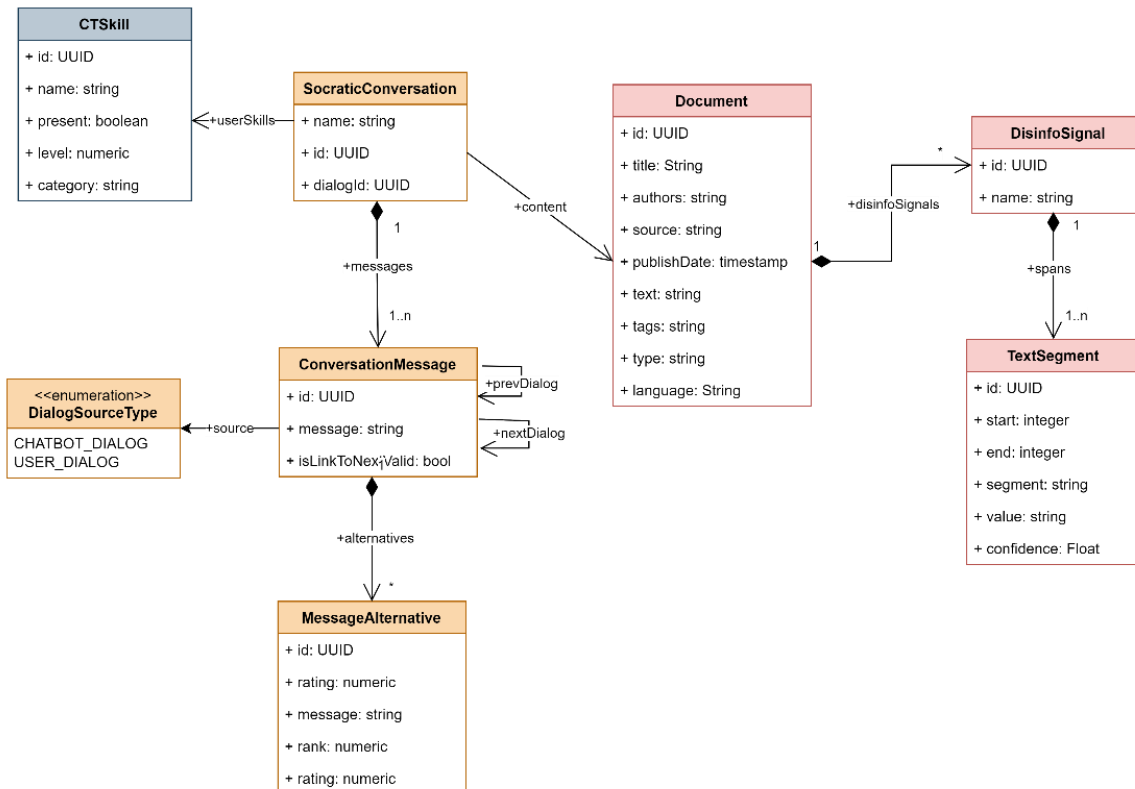 CTSkill
+ id: UUID
+ name: string
+ present: boolean
+ level: numeric
+ category: string
+userSkills
SocraticConversation
+ name: string
+ id: UUID
+ dialogId: UUID
1
+messages
1..n
+content
Document
+ id: UUID
+ title: String
+ authors: string
+ source: string
+ publishDate: timestamp
+ text: string
+ tags: string
+ type: string
+ language: String
1
+disinfoSignals
*
DisinfoSignal
+ id: UUID
+ name: string
1
+spans
1..n
TextSegment
+ id: UUID
+ start: integer
+ end: integer
+ segment: string
+ value: string
+ confidence: Float
ConversationMessage
+ id: UUID
+ message: string
+ isLinkToNextValid: bool
1
+prevDialog
+nextDialog
+source
<<enumeration>>
DialogSourceType
CHATBOT_DIALOG
USER_DIALOG
+alternatives
*
MessageAlternative
+ id: UUID
+ rating: numeric
+ message: string
+ rank: numeric
+ rating: numeric